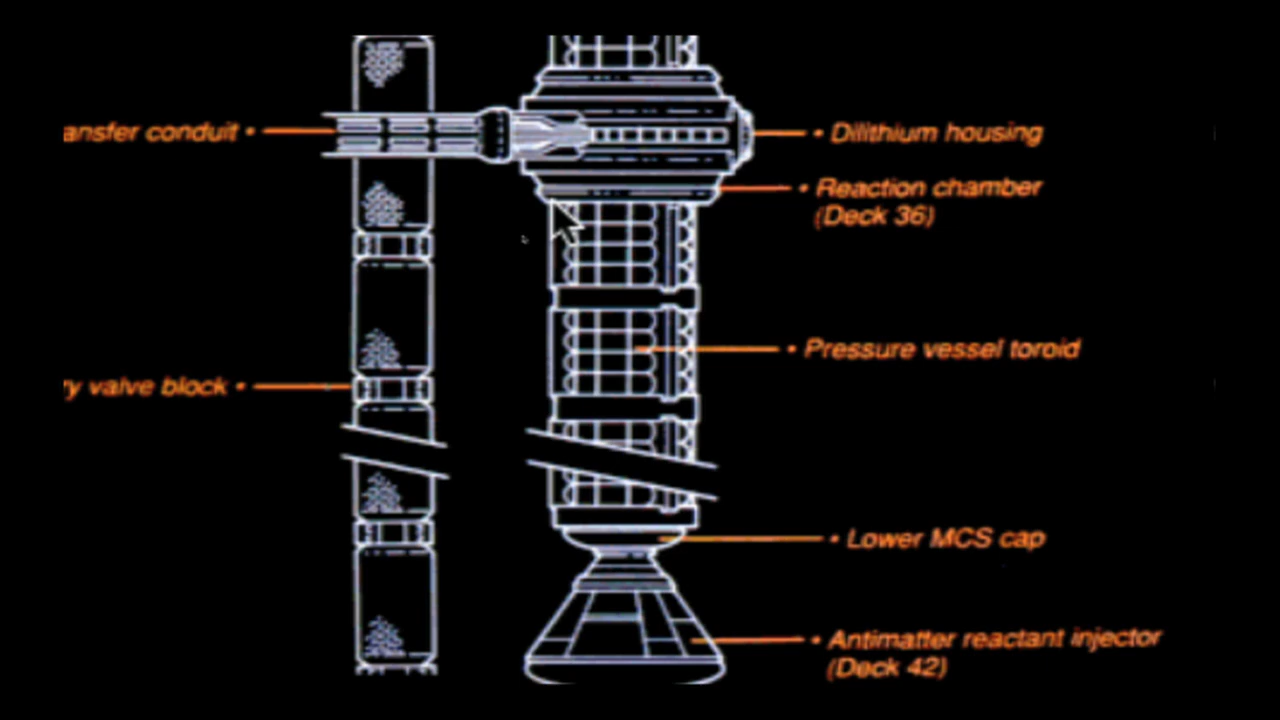 ansfer conduit •
• Dilithium housing
• Reaction chamber
(Deck 36)
• Pressure vessel toroid
y valve block •
• Lower MCS cap
• Antimatter reactant injector
(Deck 42)